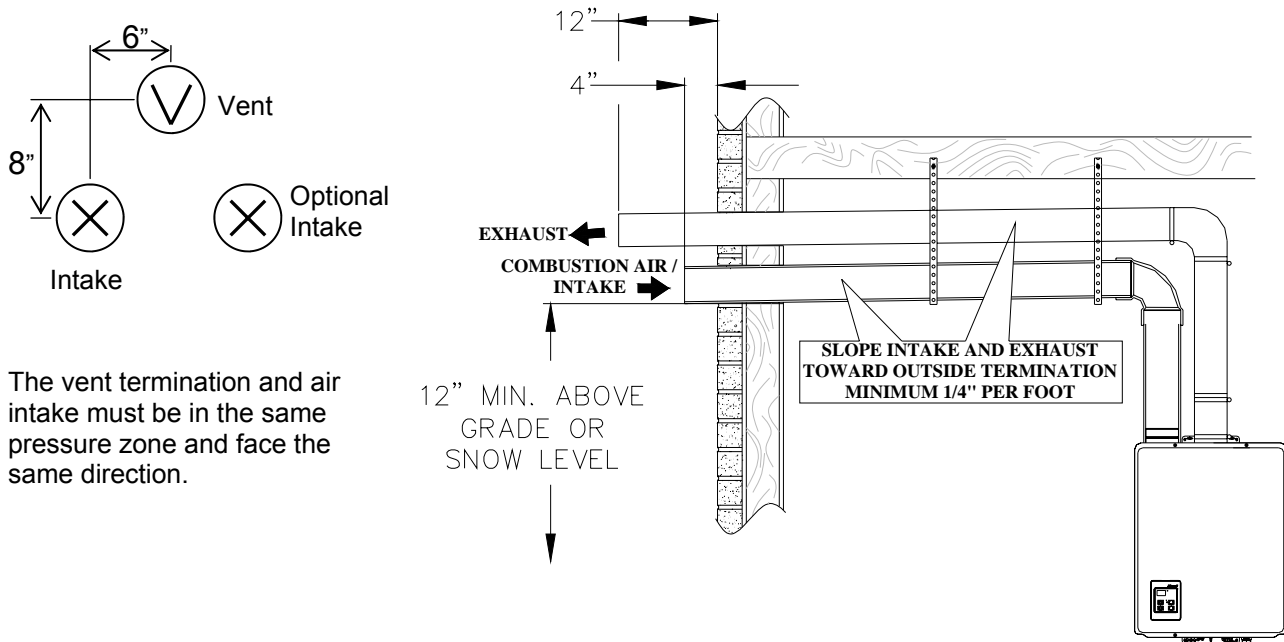 6”
Vent
8”
Optional
Intake
Intake
The vent termination and air
intake must be in the same
pressure zone and face the
same direction.
12”
4”
EXHAUST
COMBUSTION AIR /
INTAKE
SLOPE INTAKE AND EXHAUST
TOWARD OUTSIDE TERMINATION
MINIMUM 1/4" PER FOOT
12” MIN. ABOVE
GRADE OR
SNOW LEVEL